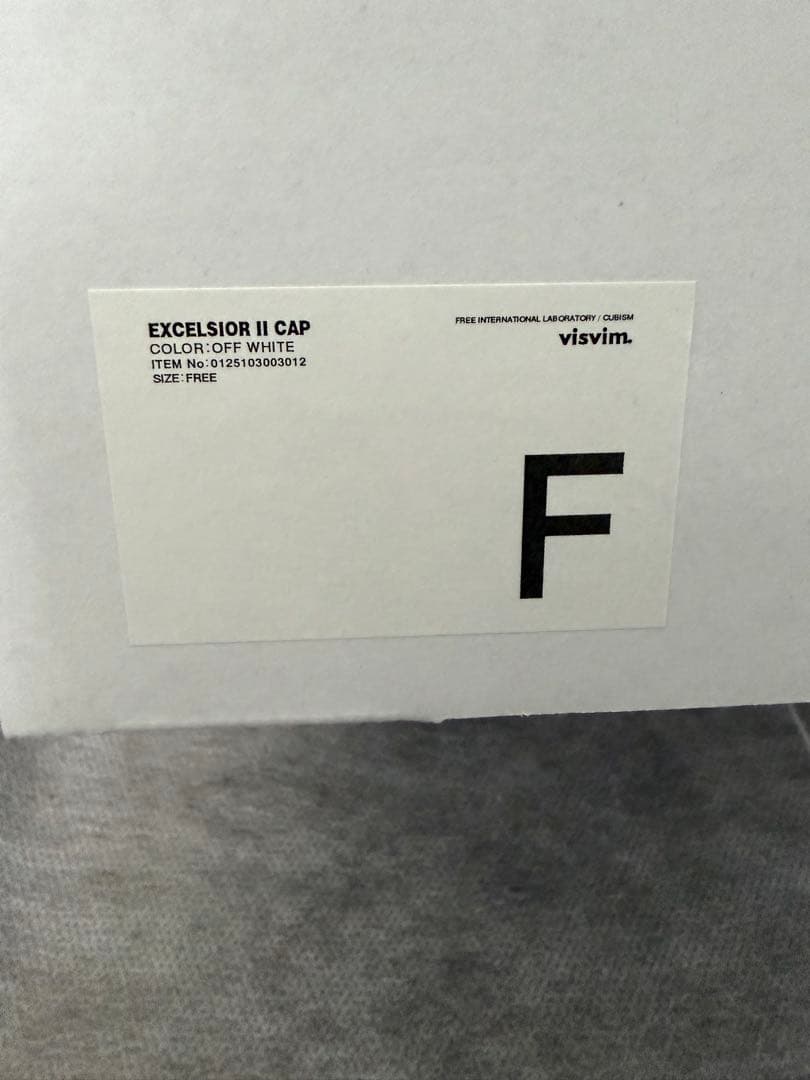 EXCELSIOR II CAP
COLOR:OFF WHITE
ITEM No:0125103003012
SIZE:FREE
FREE INTERNATIONAL LABORATORY / CUBISM
visvim.
F